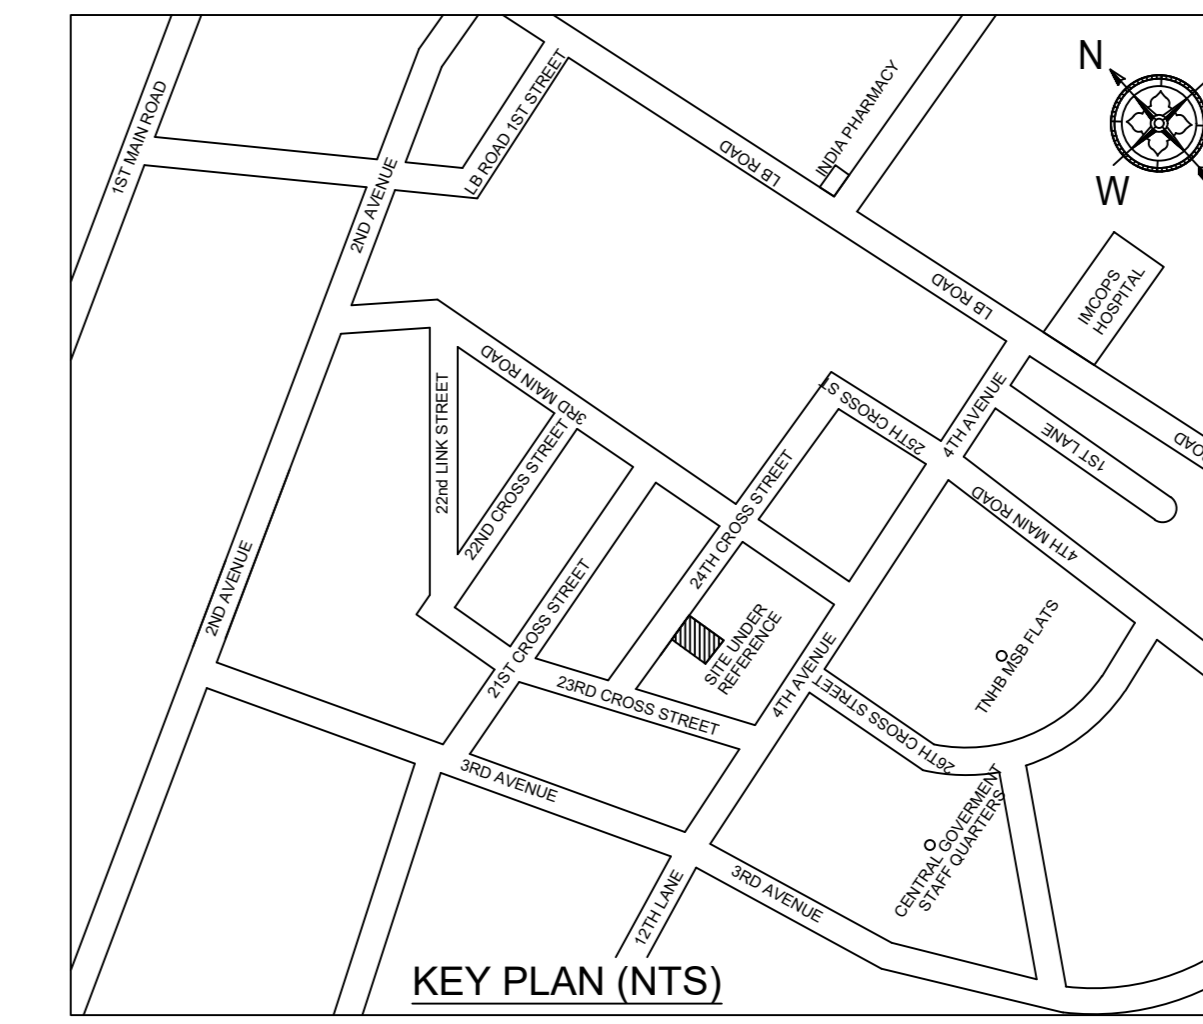 N
W
1ST MAIN ROAD
2ND AVENUE
LB ROAD 1ST STREET
LB ROAD
INDIA PHARMACY
LB ROAD
IMCOPS
HOSPITAL
3RD MAIN ROAD
22nd LINK STREET
22ND CROSS STREET
25TH CROSS ST
4TH AVENUE
1ST LANE
24TH CROSS STREET
4TH MAIN ROAD
2ND AVENUE
21ST CROSS STREET
SITE UNDER
REFERENCE
TNHB MSB FLATS
23RD CROSS STREET
4TH AVENUE
26TH CROSS STREET
3RD AVENUE
CENTRAL GOVERMENT
STAFF QUARTERS
3RD AVENUE
12TH LANE
KEY PLAN (NTS)